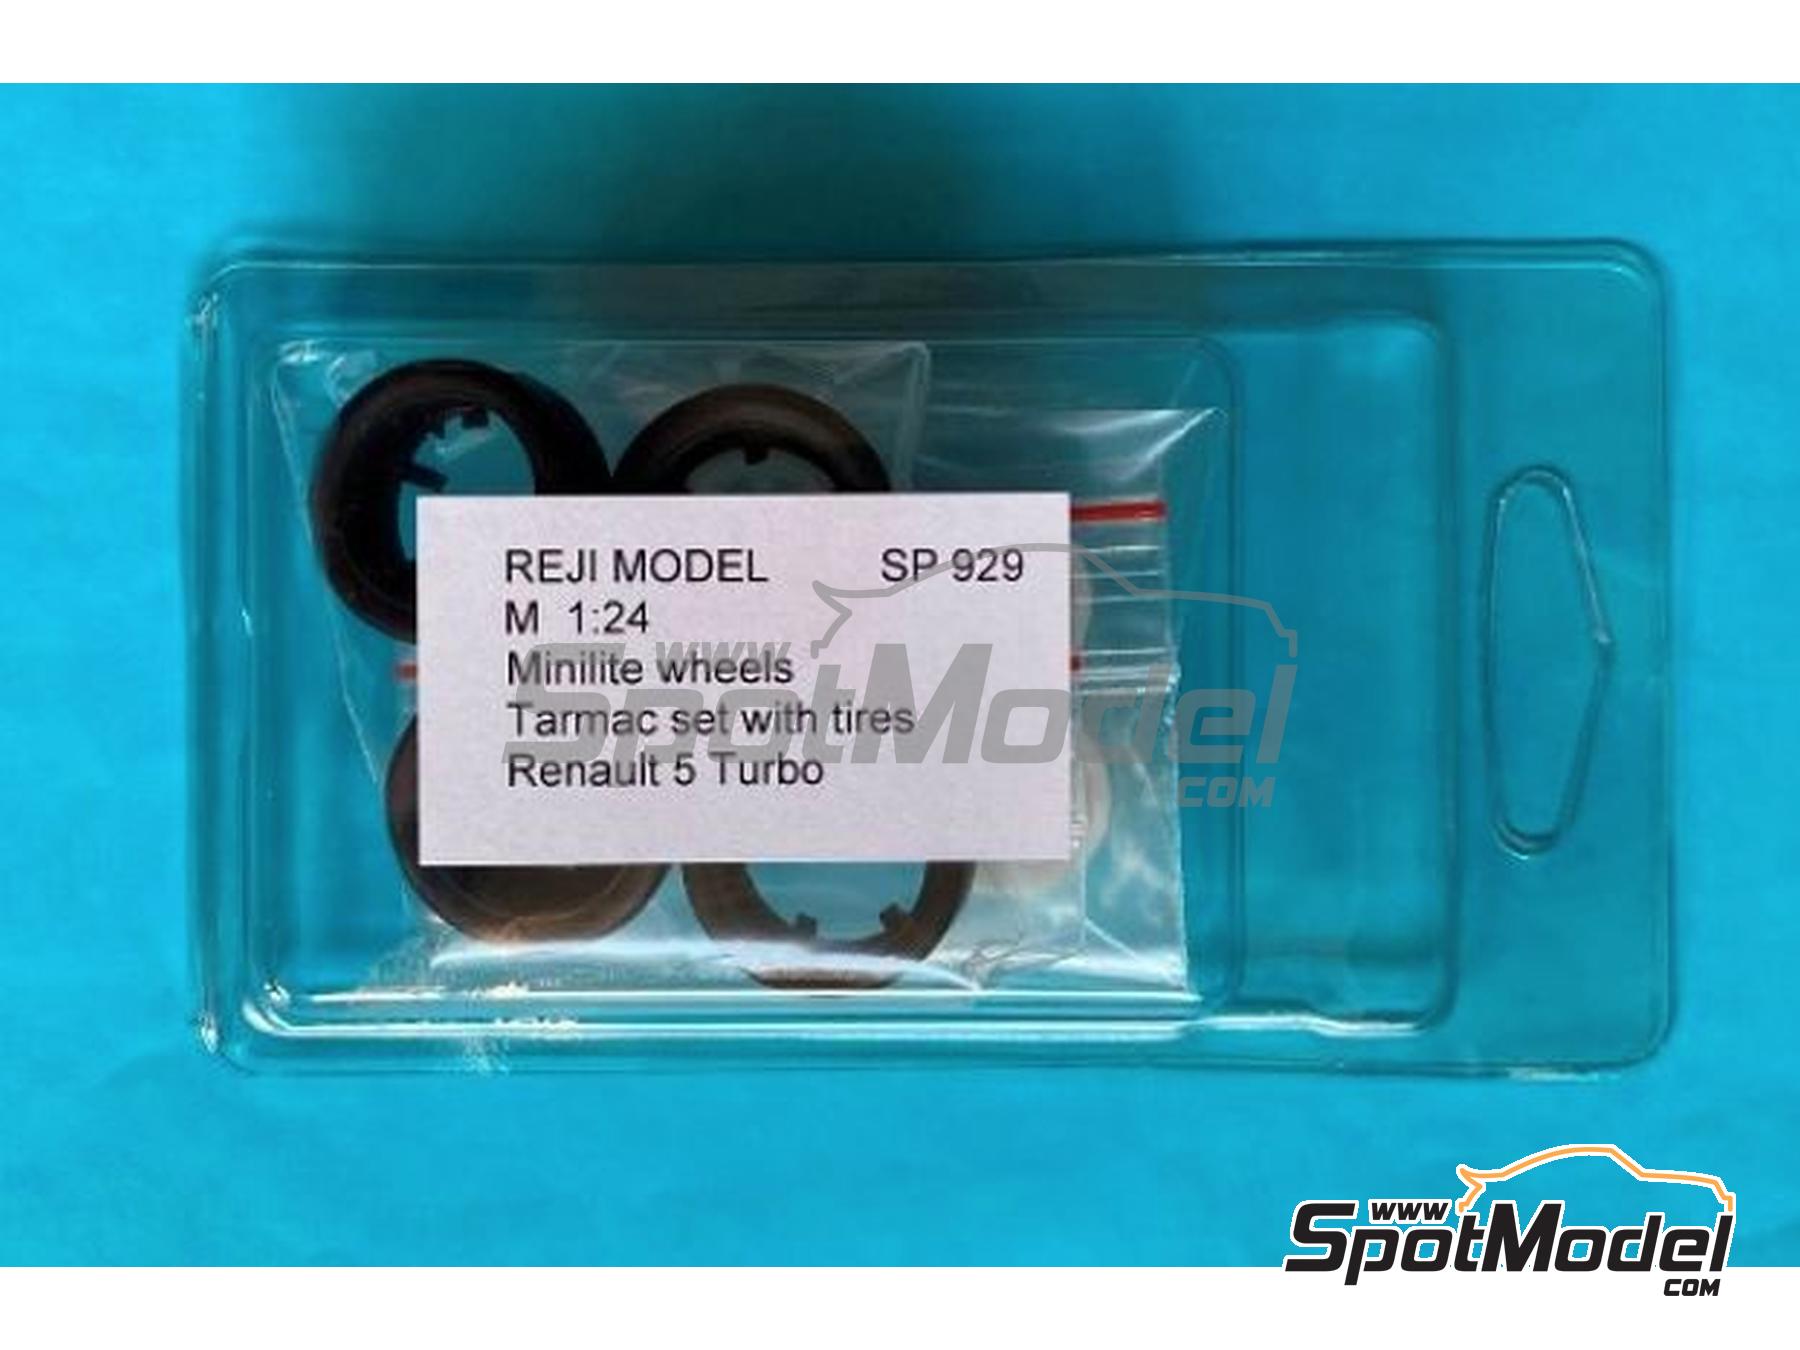 REJI MODEL SP 929
M 1:24
Minilite wheels
Tarmac set with tires
Renault 5 Turbo
www
SpotModel
.COM
www
SpotModel
.COM